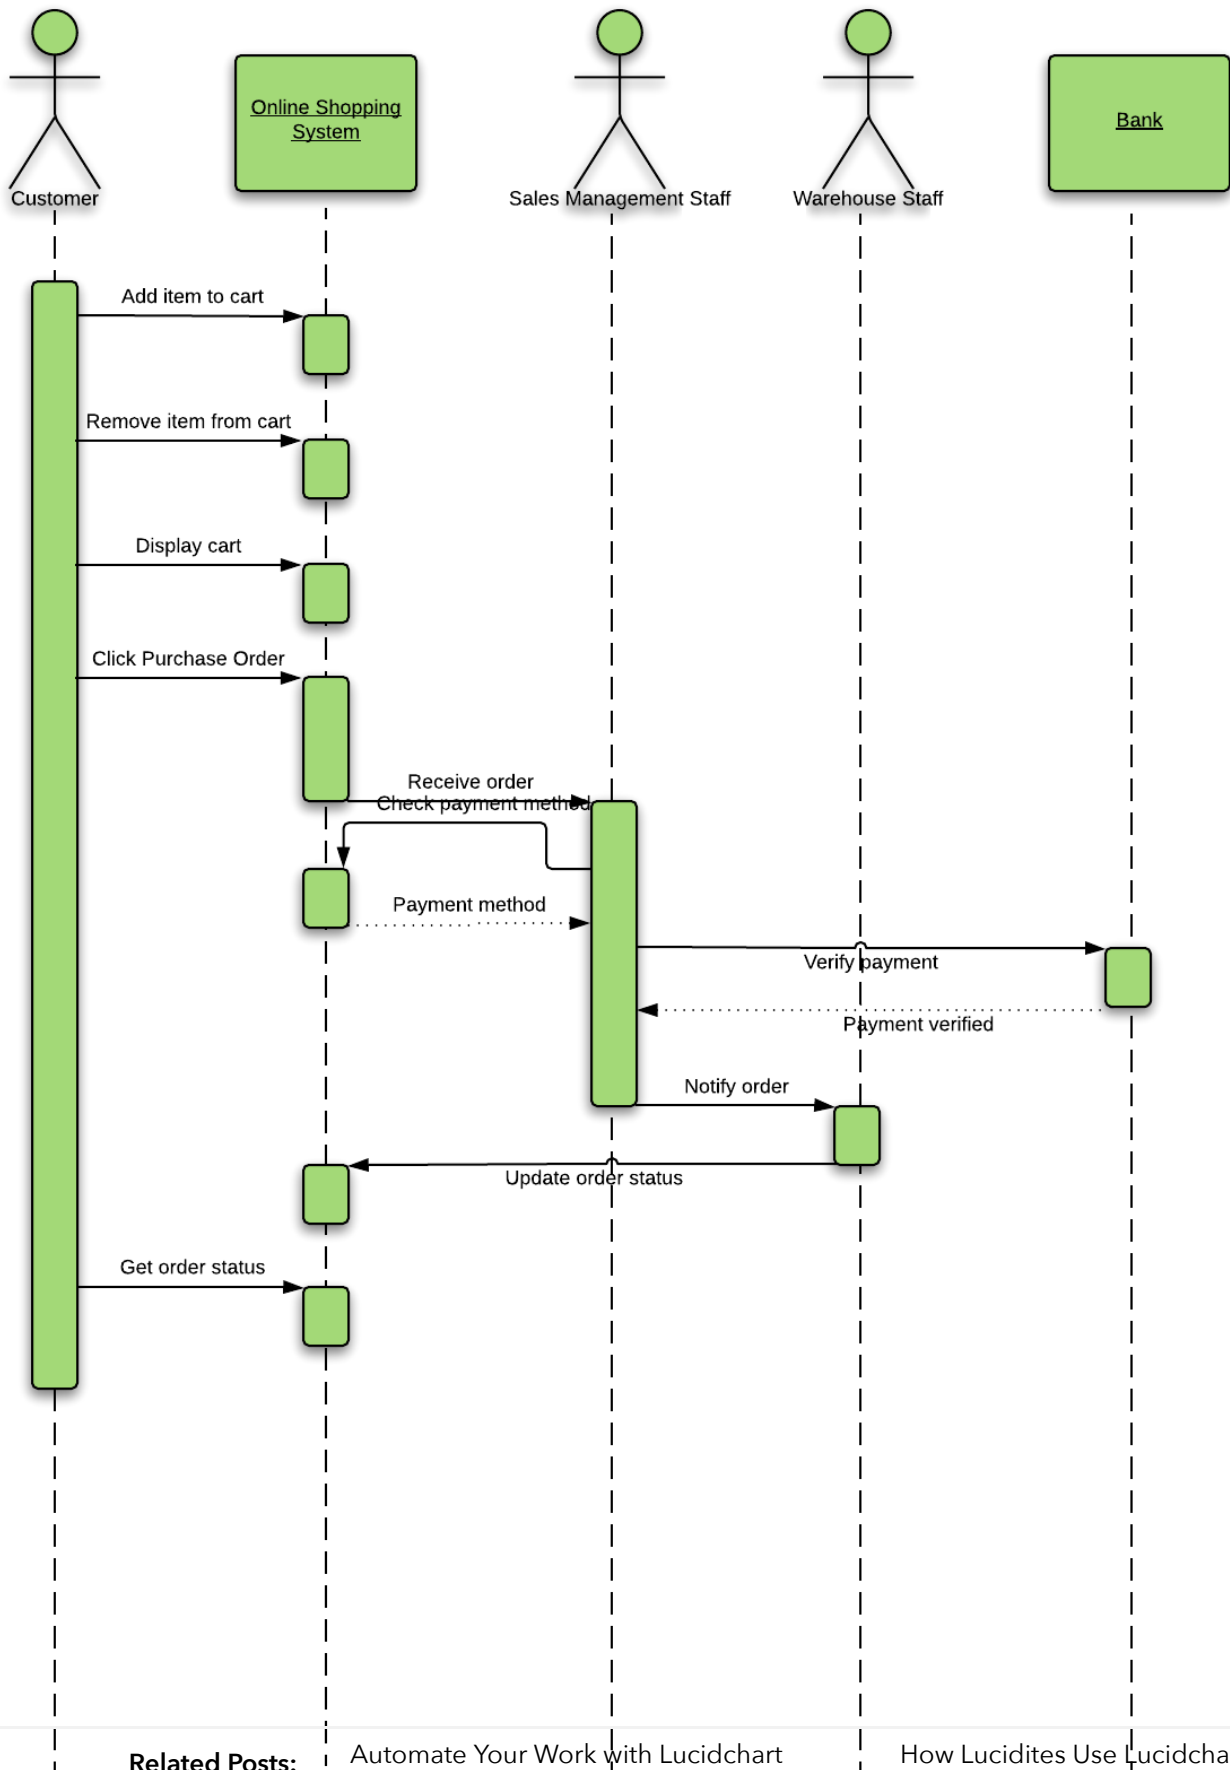 Online Shopping
System
Bank
Customer
Sales Management Staff
Warehouse Staff
Add item to cart
Remove item from cart
Display cart
Click Purchase Order
Receive order
Check payment method
Payment method
Verify payment
Payment verified
Notify order
Update order status
Get order status
Related Posts:
Automate Your Work with Lucidchart
How Lucidites Use Lucidcha